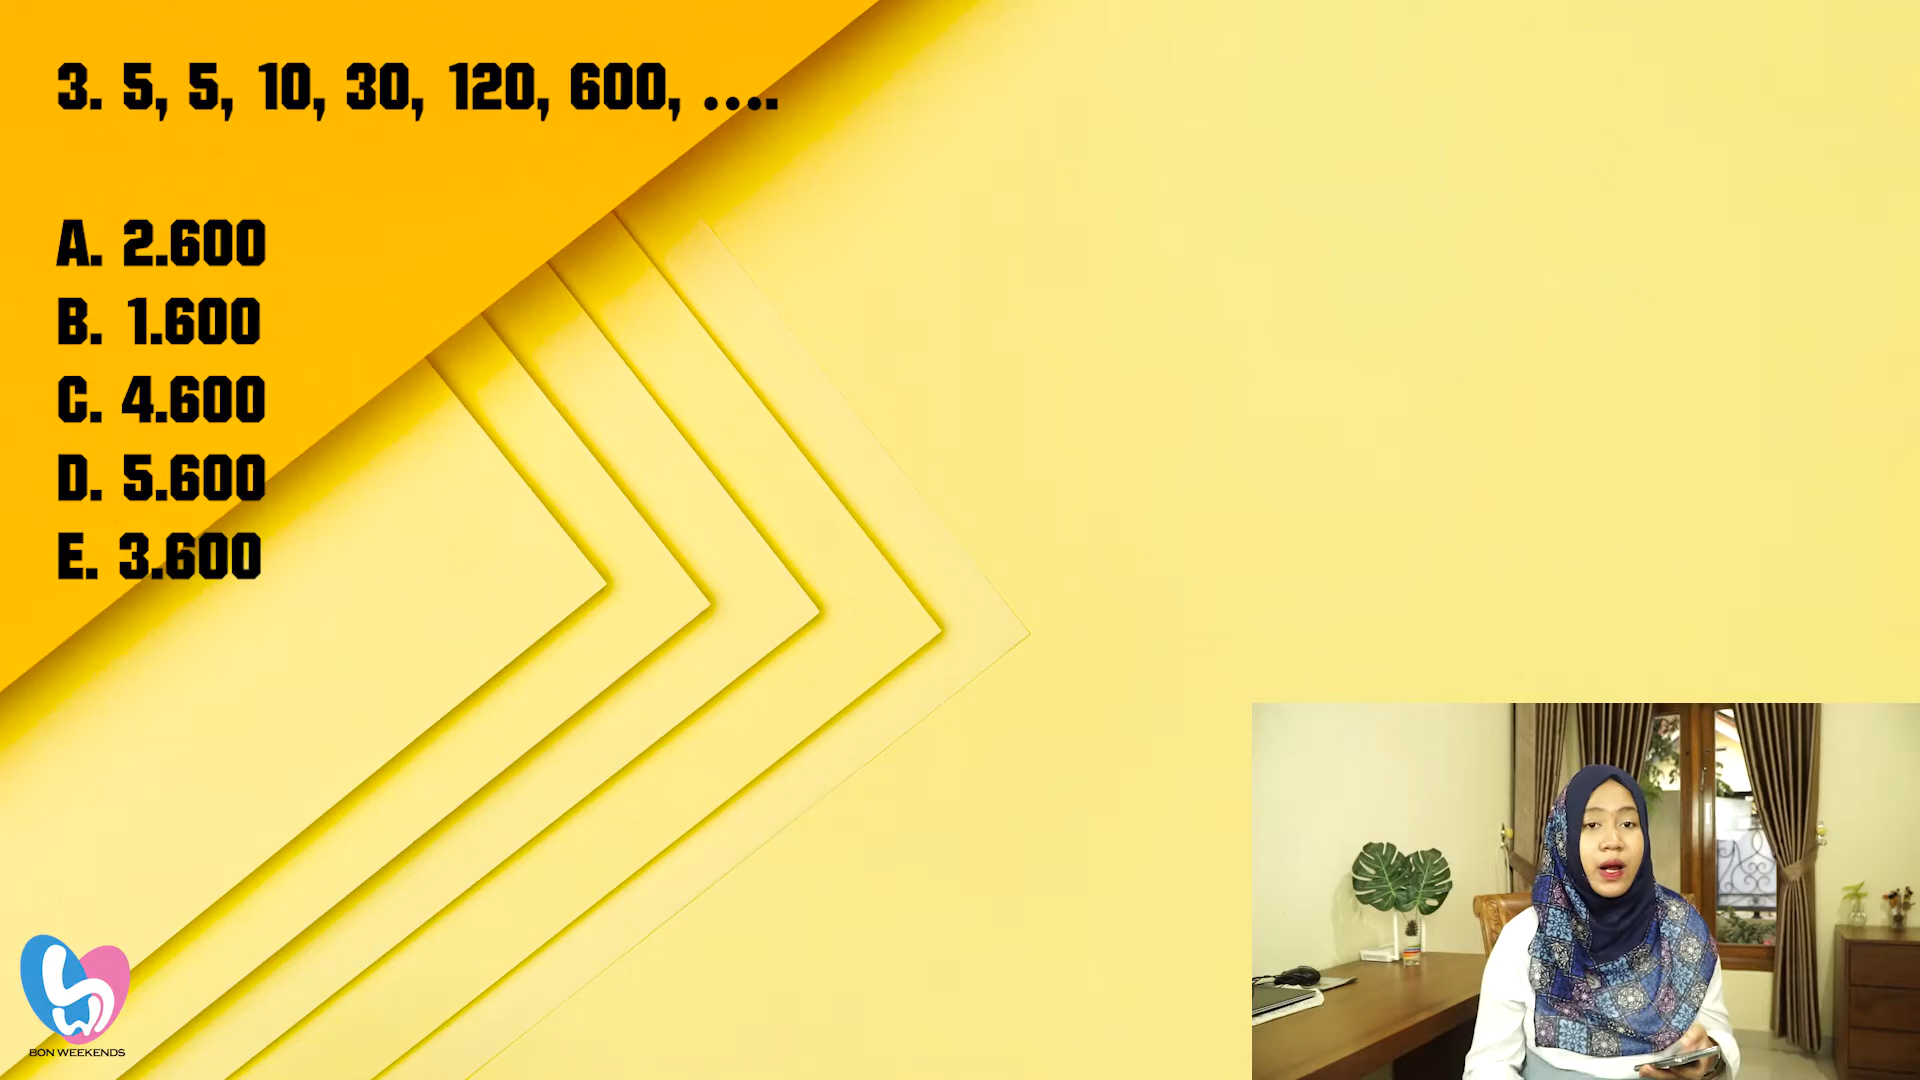 3. 5, 5, 10, 30, 120, 600, ....
A. 2.600
B. 1.600
C. 4.600
D. 5.600
E. 3.600
BON WEEKENDS